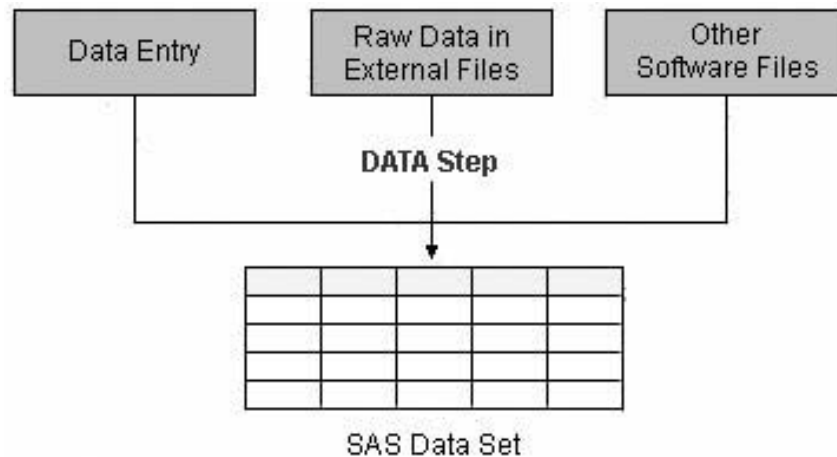 Data Entry
Raw Data in
External Files
Other
Software Files
DATA Step
SAS Data Set